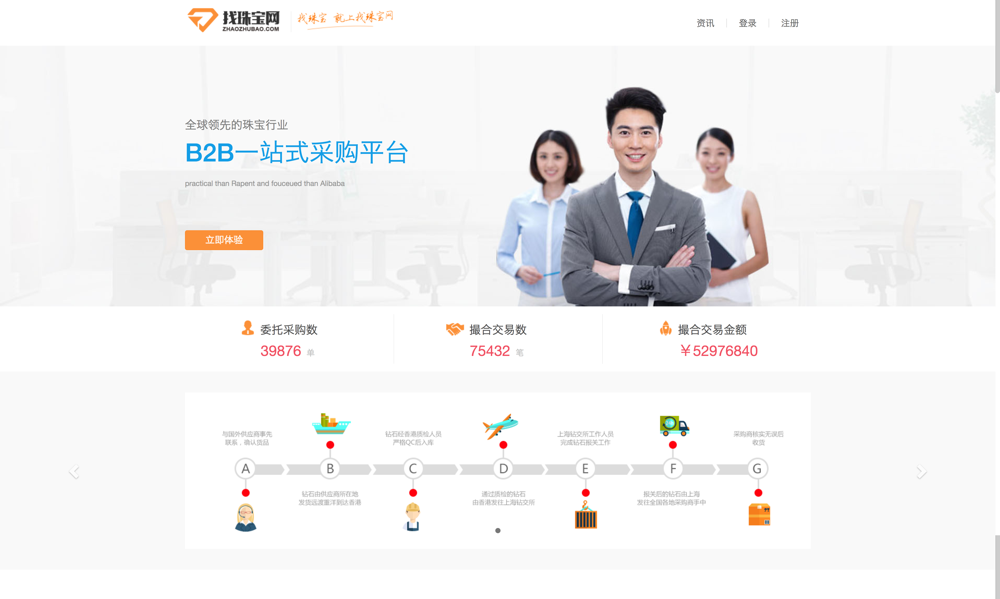 找珠宝网
ZHAOZHUBAO.COM
找珠宝 就上找珠宝网
资讯
登录
注册
全球领先的珠宝行业
B2B一站式采购平台
practical than Rapent and fouceued than Alibaba
立即体验
委托采购数
39876 单
撮合交易数
75432 笔
撮合交易金额
￥52976840
与国外供应商事先
联系，确认货品
钻石经香港质检人员
严格QC后入库
上海钻交所工作人员
完成钻石报关工作
采购商核实无误后
收货
A
B
C
D
E
F
G
钻石由供应商所在地
发货运渡重洋到达香港
通过质检的钻石
由香港发往上海钻交所
报关后的钻石由上海
发往全国各地采购商手中